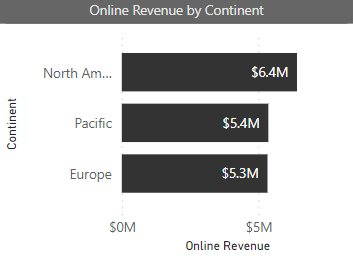 Online Revenue by Continent
North Am...
$6.4M
Pacific
$5.4M
Europe
$5.3M
$0M
$5M
Online Revenue
Continent